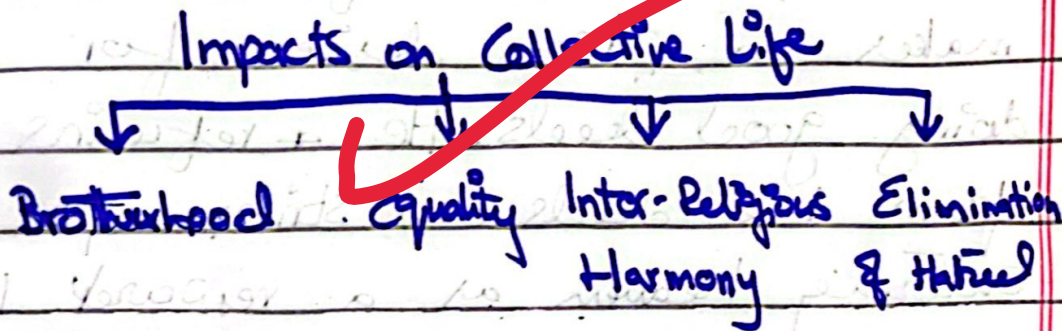 Impacts on Collective Life
Brotherhood Equality Inter-Religious Elimination
Harmony of Hatred